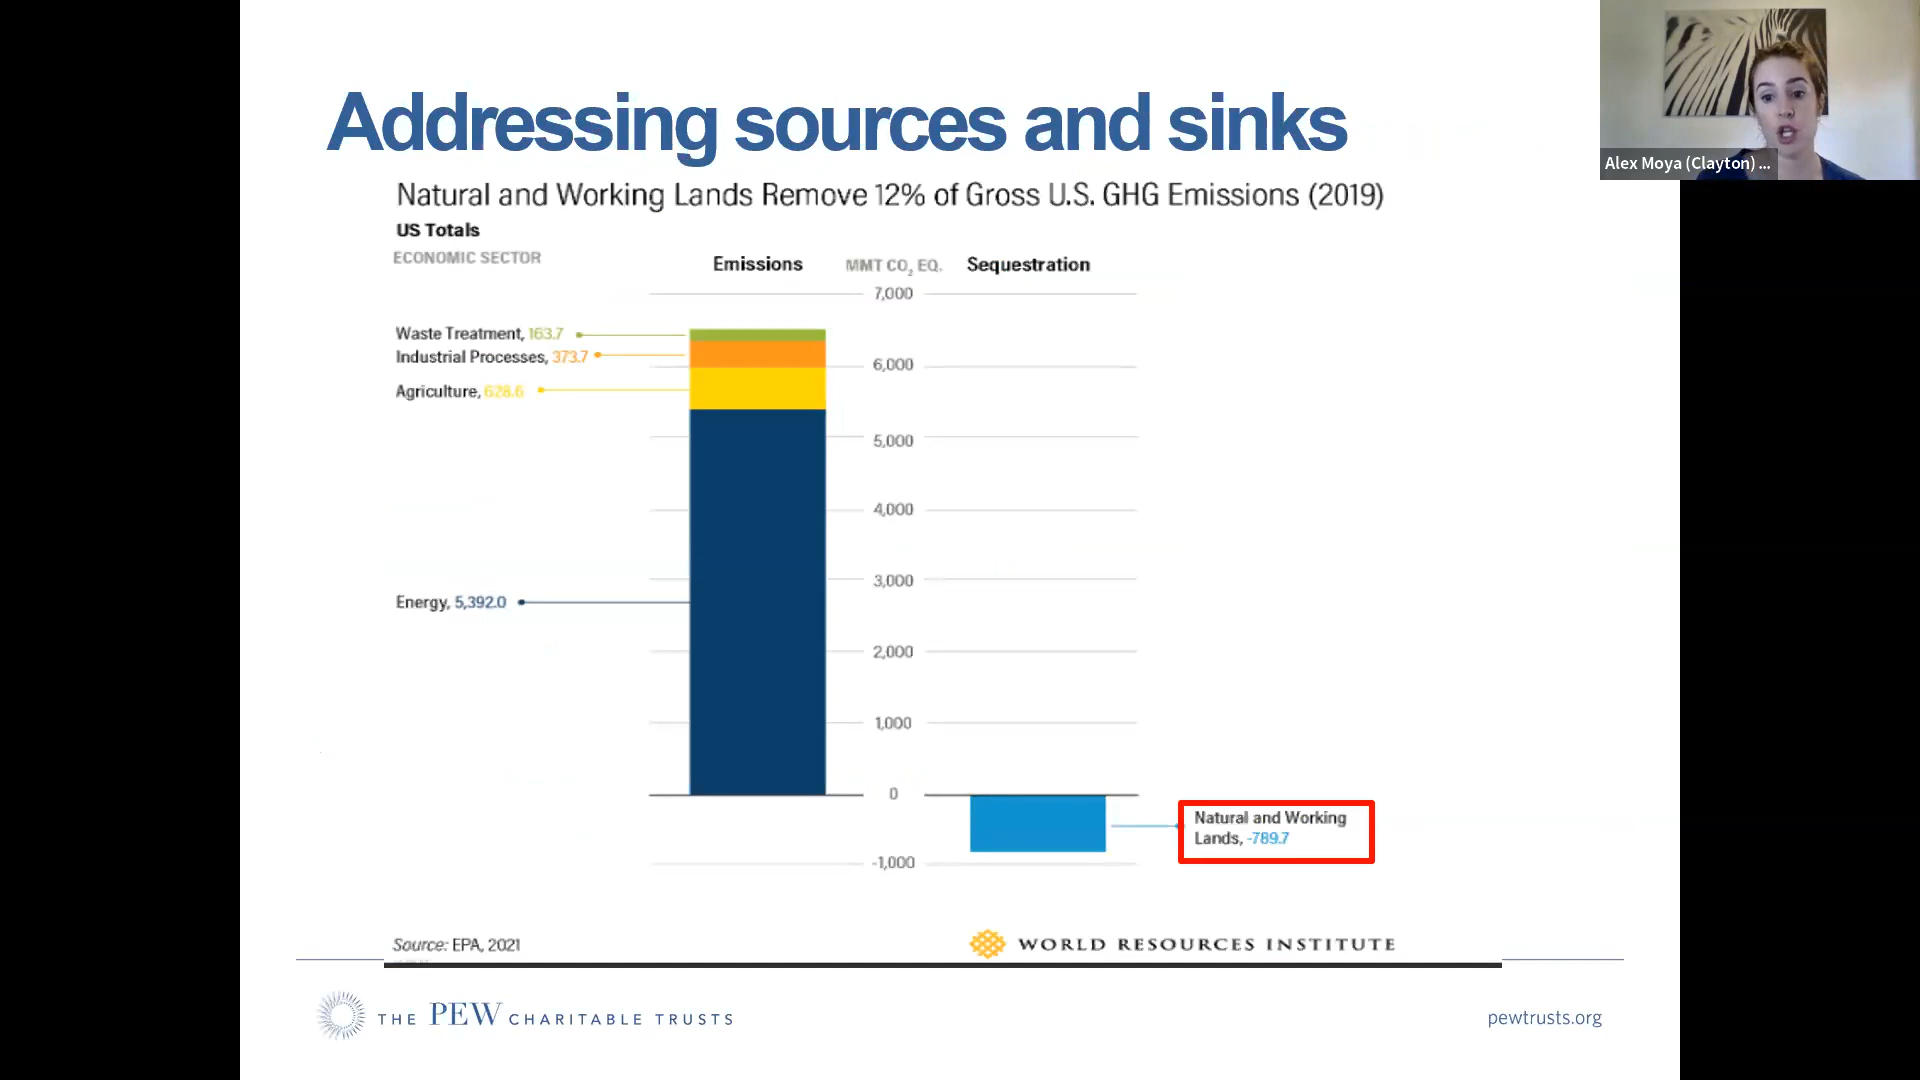 Addressing sources and sinks
Alex Moya (Clayton) ...
Natural and Working Lands Remove 12% of Gross U.S. GHG Emissions (2019)
US Totals
ECONOMIC SECTOR
Emissions
MMT CO2 EQ.
Sequestration
7,000
Waste Treatment, 163.7
Industrial Processes, 373.7
6,000
Agriculture, 628.6
5,000
4,000
3,000
Energy, 5,392.0
2,000
1,000
0
Natural and Working
Lands, -789.7
-1,000
Source: EPA, 2021
WORLD RESOURCES INSTITUTE
THE PEW CHARITABLE TRUSTS
pewtrusts.org